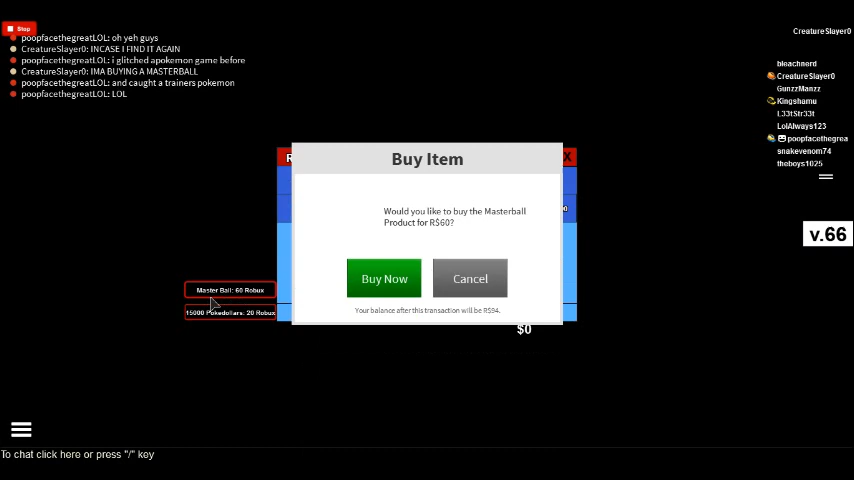 Stop
poopfacethegreatLOL: oh yeh guys
CreatureSlayer0: INCASE I FIND IT AGAIN
poopfacethegreatLOL: i glitched apokemon game before
CreatureSlayer0: IMA BUYING A MASTERBALL
poopfacethegreatLOL: and caught a trainers pokemon
poopfacethegreatLOL: LOL
CreatureSlayer0
bleachnerd
CreatureSlayer0
GunzzManzz
Kingshamu
L33tStr33t
LolAlways123
poopfacethegrea
snakevenom74
theboys1025
v.66
R
X
Buy Item
Would you like to buy the Masterball
Product for R$60?
Buy Now
Cancel
Your balance after this transaction will be R$94.
Master Ball: 60 Robux
15000 Pokedollars: 20 Robux
$0
To chat click here or press "/" key